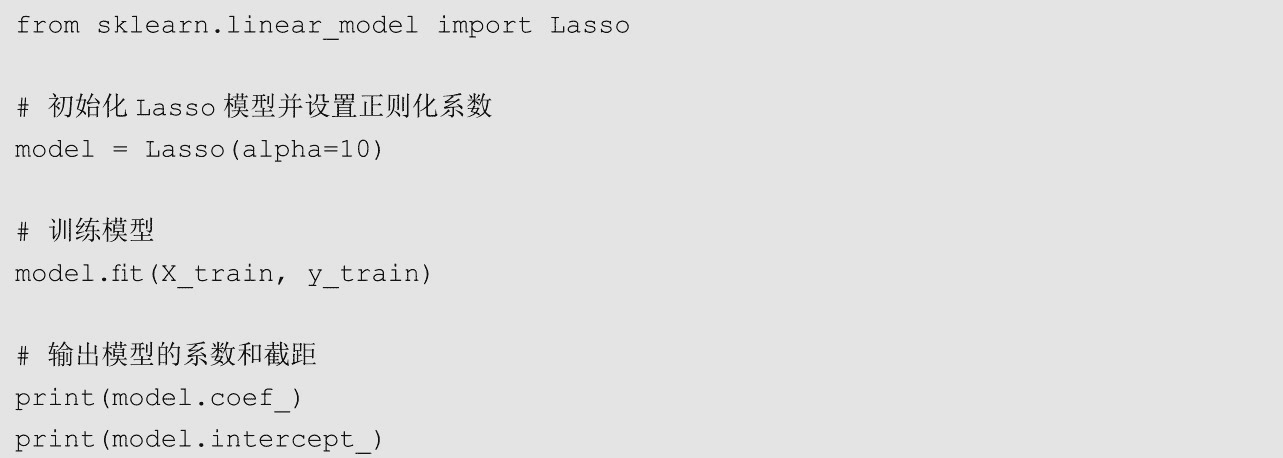 from sklearn.linear_model import Lasso
# 初始化 Lasso 模型并设置正则化系数
model = Lasso(alpha=10)
# 训练模型
model.fit(X_train, y_train)
# 输出模型的系数和截距
print(model.coef_)
print(model.intercept_)